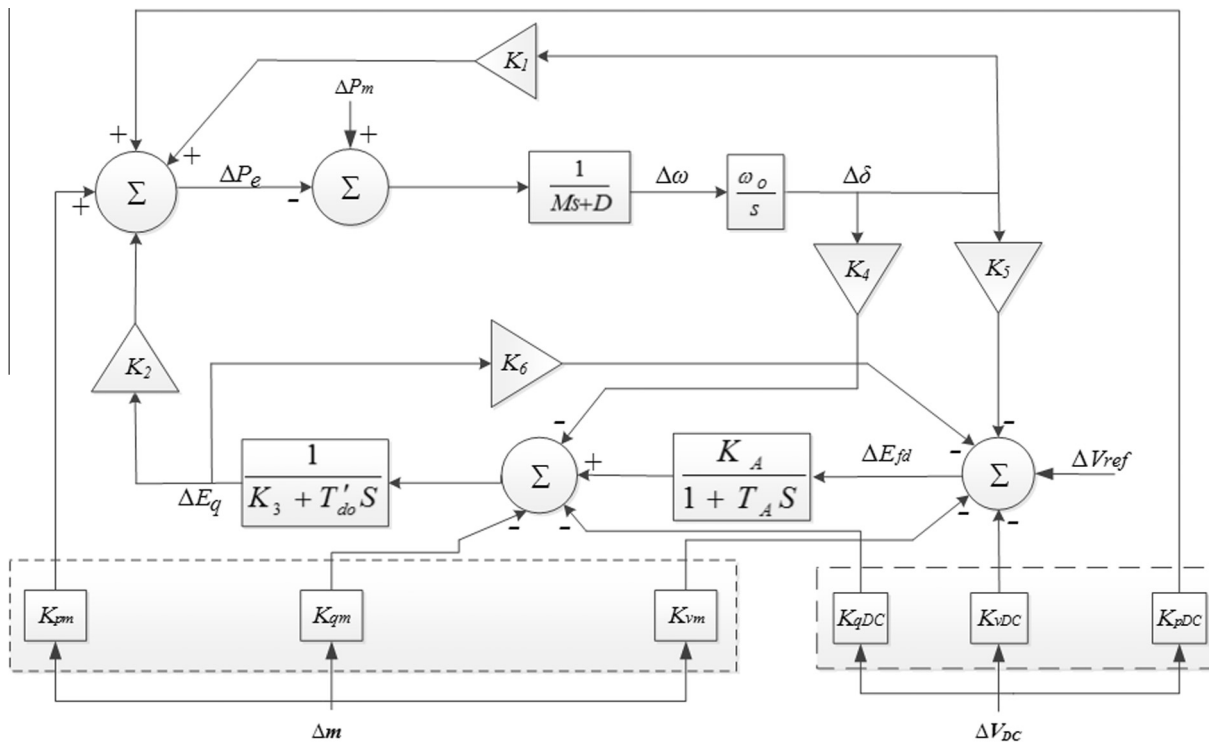 K1
ΔPm
+
+
+
+
Σ
ΔPe
-
Σ
1
Ms+D
Δω
ωo
s
Δδ
K4
K5
K2
K6
-
-
-
1
K3 + T'do S
ΔEq
Σ
+
KA
1 + TA S
ΔEfd
Σ
ΔVref
-
-
-
-
Kpm
Kqm
Kvm
KqDC
KvDC
KpDC
Δm
ΔVDC